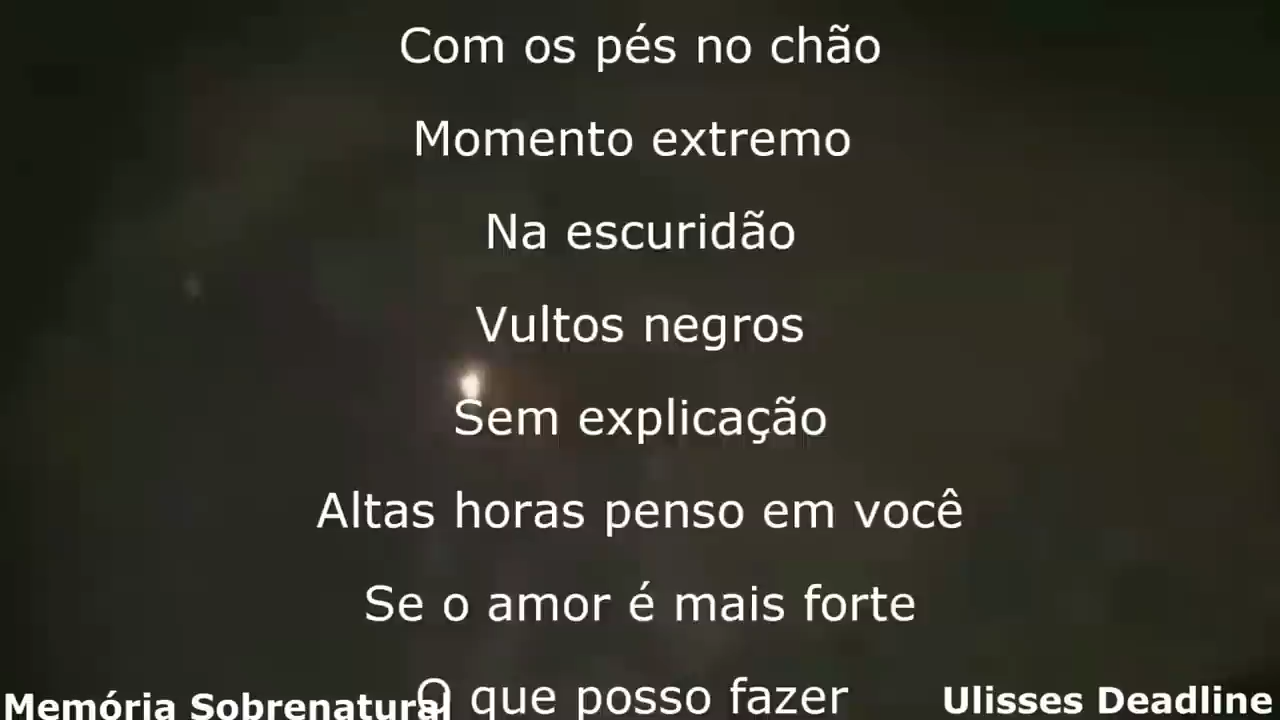 Com os pés no chão
Momento extremo
Na escuridão
Vultos negros
Sem explicação
Altas horas penso em você
Se o amor é mais forte
O que posso fazer
Memória Sobrenatural
Ulisses Deadline